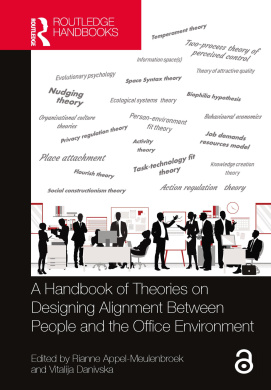 ROUTLEDGE
ROUTLEDGE
HANDBOOKS
Temperament theory
Two-process theory of
perceived control
Information space(s)
Theory of attractive quality
Evolutionary psychology
Space Syntax theory
Nudging
theory
Ecological systems theory
Biophilia hypothesis
Organisational culture
theories
Person-environment
fit theory
Behavioural economics
Privacy regulation theory
Activity
theory
Job demands
resources model
Place attachment
Task-technology fit
theory
Knowledge creation
theory
Flourish theory
Social constructionism theory
Action regulation theory
A Handbook of Theories on
Designing Alignment Between
People and the Office Environment
Edited by Rianne Appel-Meulenbroek
and Vitalija Danivska